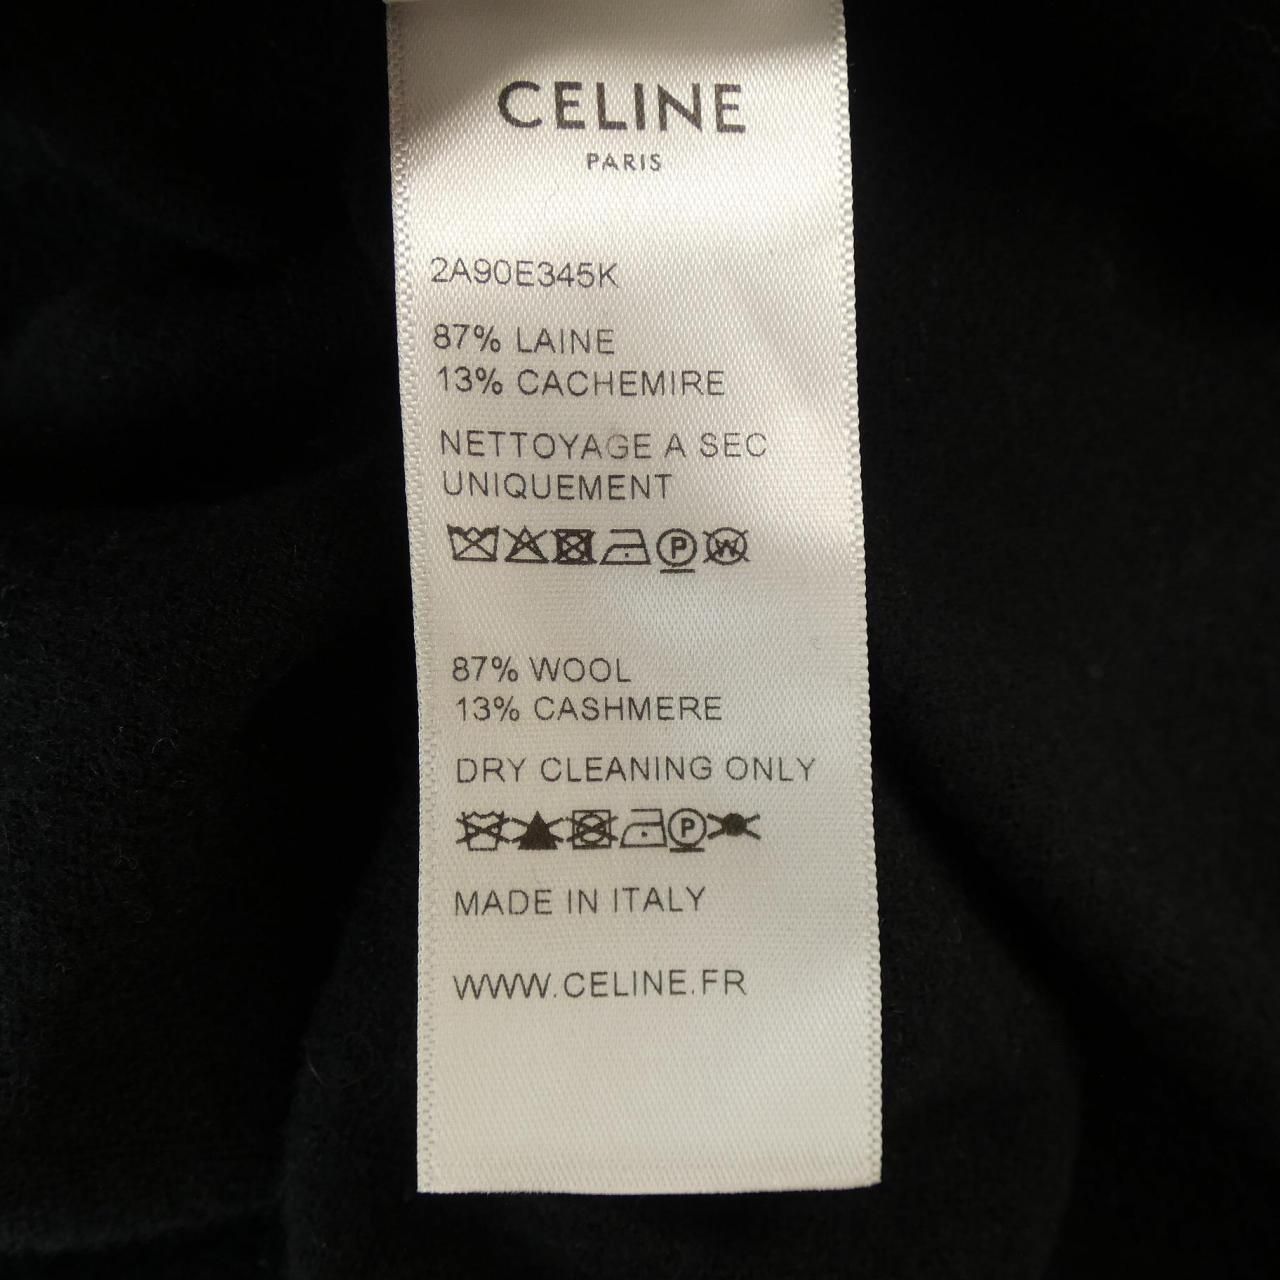 CELINE
PARIS
2A90E345K
87% LAINE
13% CACHEMIRE
NETTOYAGE A SEC
UNIQUEMENT
P W
87% WOOL
13% CASHMERE
DRY CLEANING ONLY
P
MADE IN ITALY
WWW.CELINE.FR